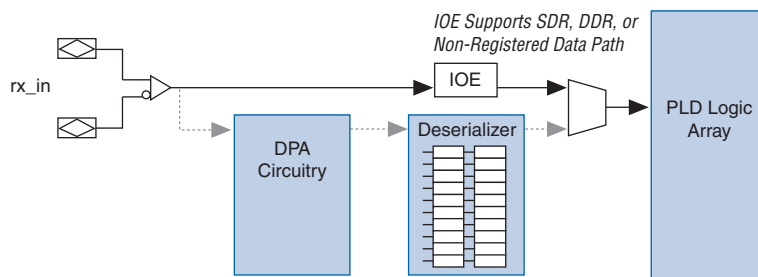 IOE Supports SDR, DDR, or
Non-Registered Data Path
rx_in
IOE
PLD Logic
Array
DPA
Circuitry
Deserializer